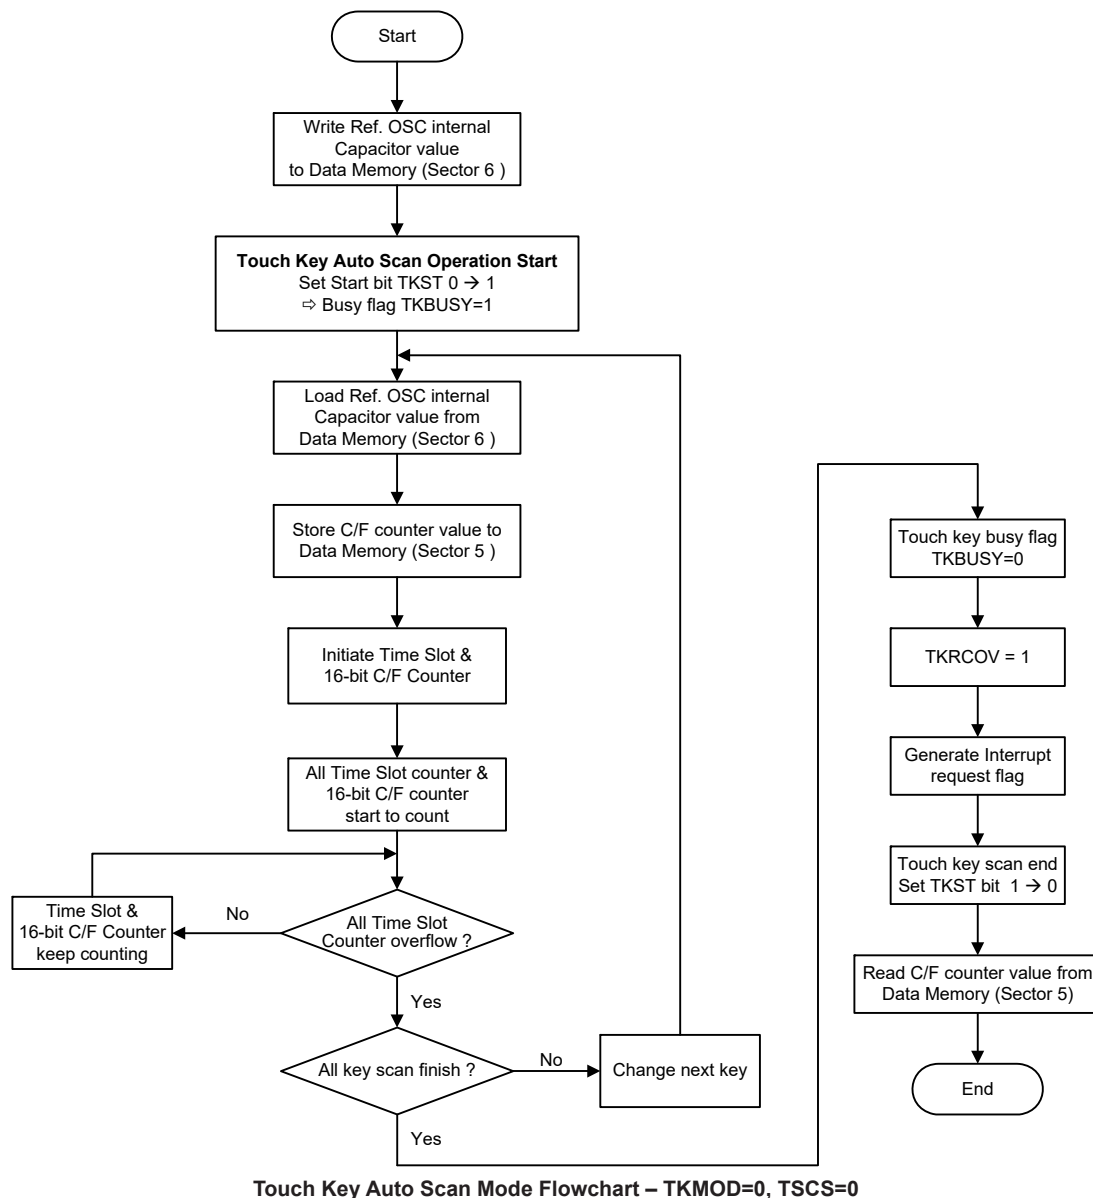 Start
Write Ref. OSC internal
Capacitor value
to Data Memory (Sector 6 )
Touch Key Auto Scan Operation Start
Set Start bit TKST 0 → 1
⇨ Busy flag TKBUSY=1
Load Ref. OSC internal
Capacitor value from
Data Memory (Sector 6 )
Store C/F counter value to
Data Memory (Sector 5 )
Initiate Time Slot &
16-bit C/F Counter
All Time Slot counter &
16-bit C/F counter
start to count
Time Slot &
16-bit C/F Counter
keep counting
No
All Time Slot
Counter overflow ?
Yes
All key scan finish ?
No
Change next key
Yes
Touch key busy flag
TKBUSY=0
TKRCOV = 1
Generate Interrupt
request flag
Touch key scan end
Set TKST bit 1 → 0
Read C/F counter value from
Data Memory (Sector 5)
End
Touch Key Auto Scan Mode Flowchart – TKMOD=0, TSCS=0